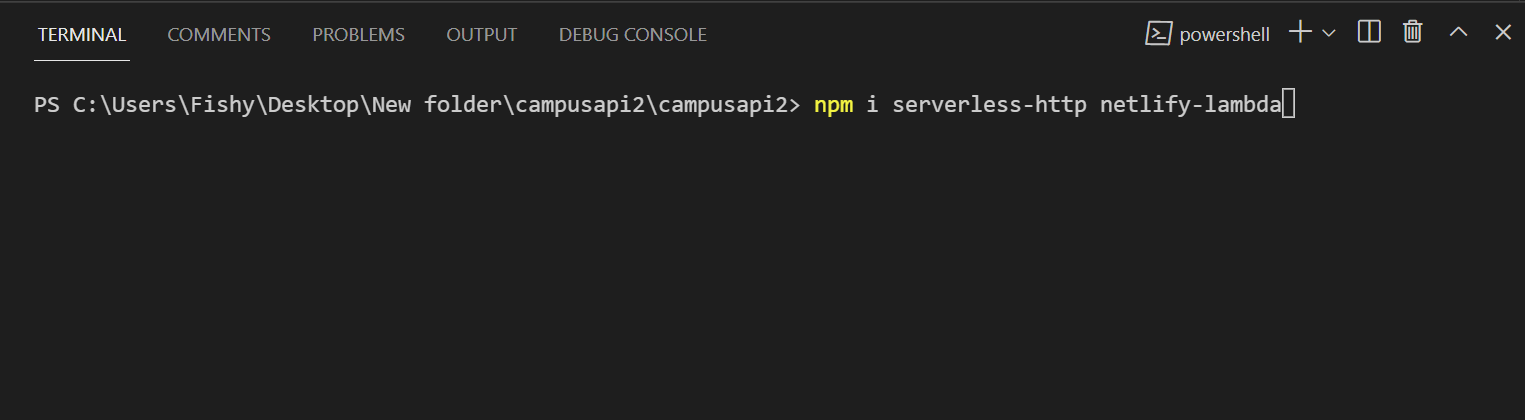 TERMINAL COMMENTS PROBLEMS OUTPUT DEBUG CONSOLE powershell
PS C:\Users\Fishy\Desktop\New folder\campusapi2\campusapi2> npm i serverless-http netlify-lambda